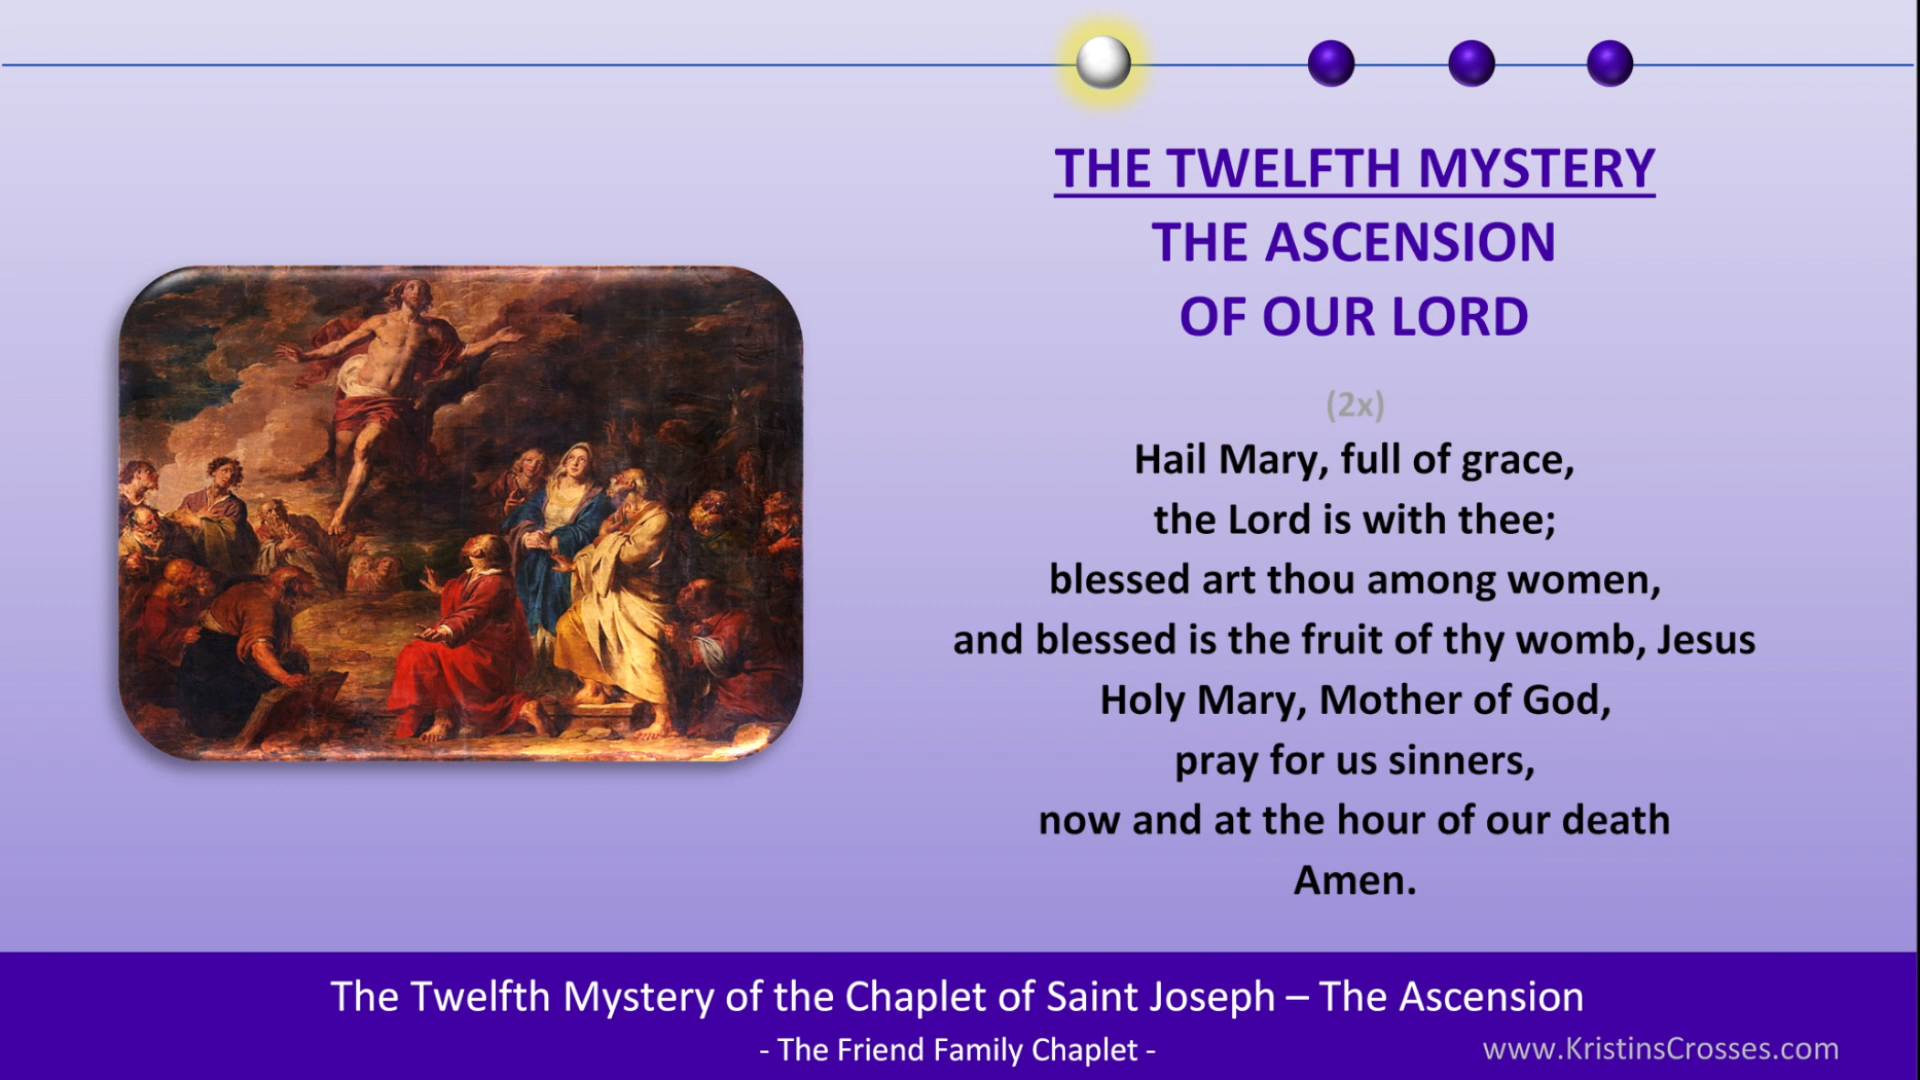 THE TWELFTH MYSTERY
THE ASCENSION
OF OUR LORD
(2x)
Hail Mary, full of grace,
the Lord is with thee;
blessed art thou among women,
and blessed is the fruit of thy womb, Jesus
Holy Mary, Mother of God,
pray for us sinners,
now and at the hour of our death
Amen.
The Twelfth Mystery of the Chaplet of Saint Joseph – The Ascension
- The Friend Family Chaplet -
www.KristinsCrosses.com